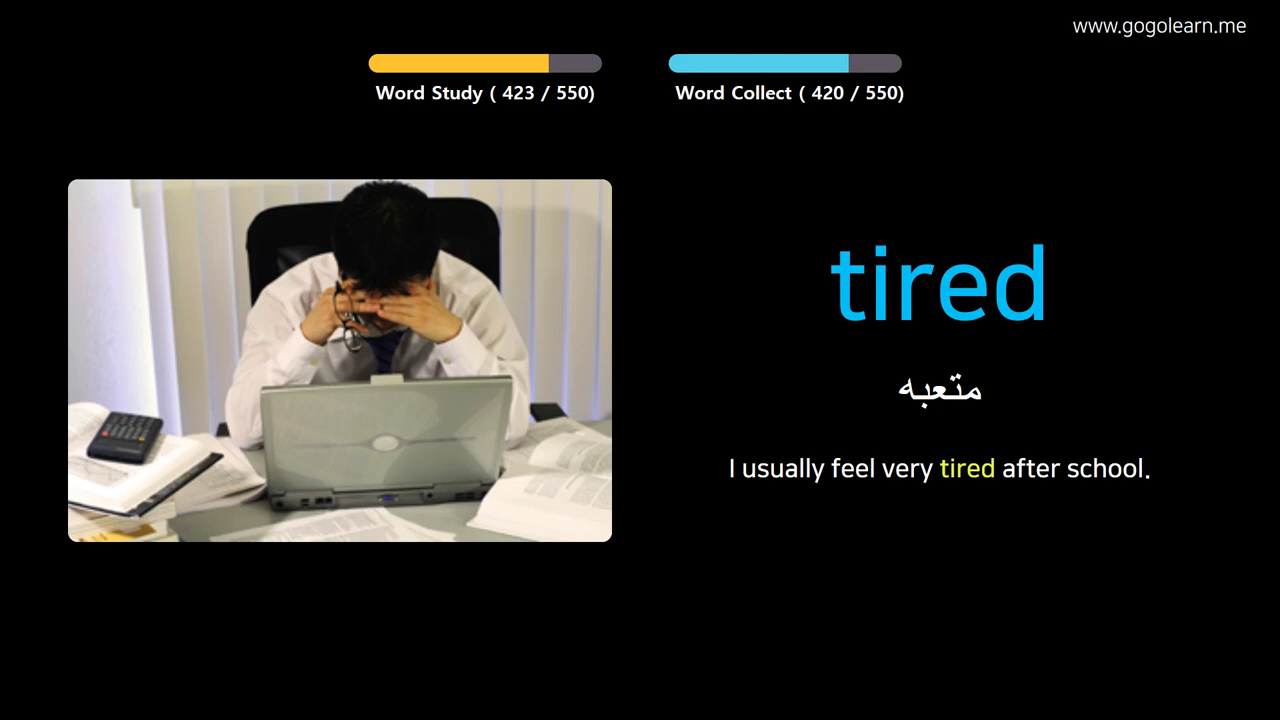 www.gogolearn.me
Word Study ( 423 / 550)
Word Collect ( 420 / 550)
tired
متعبه
I usually feel very tired after school.